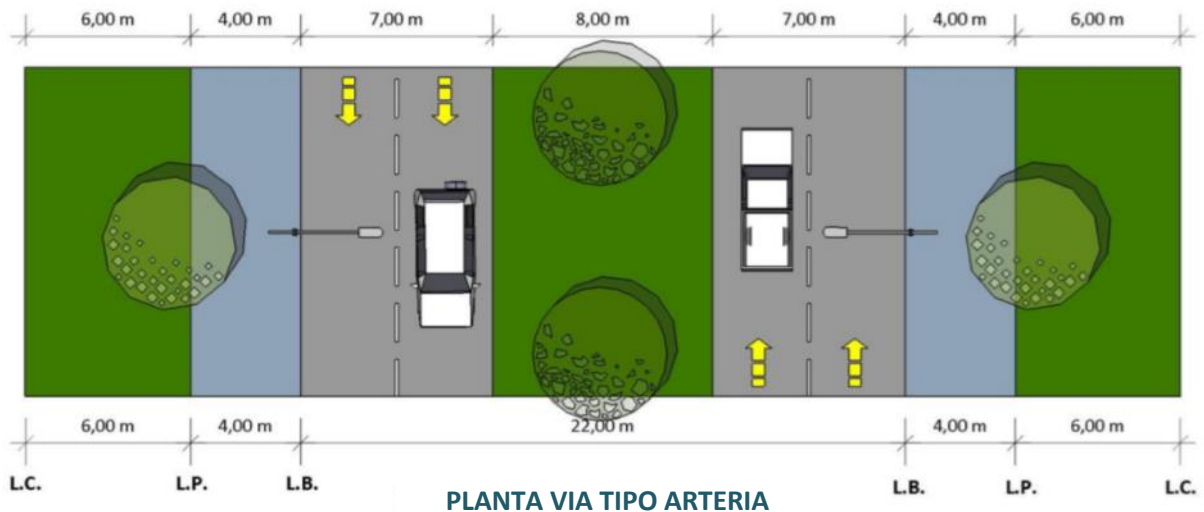 6,00 m 4,00 m 7,00 m 8,00 m 7,00 m 4,00 m 6,00 m
6,00 m 4,00 m 22,00 m 4,00 m 6,00 m
L.C. L.P. L.B. L.B. L.P. L.C.
PLANTA VIA TIPO ARTERIA